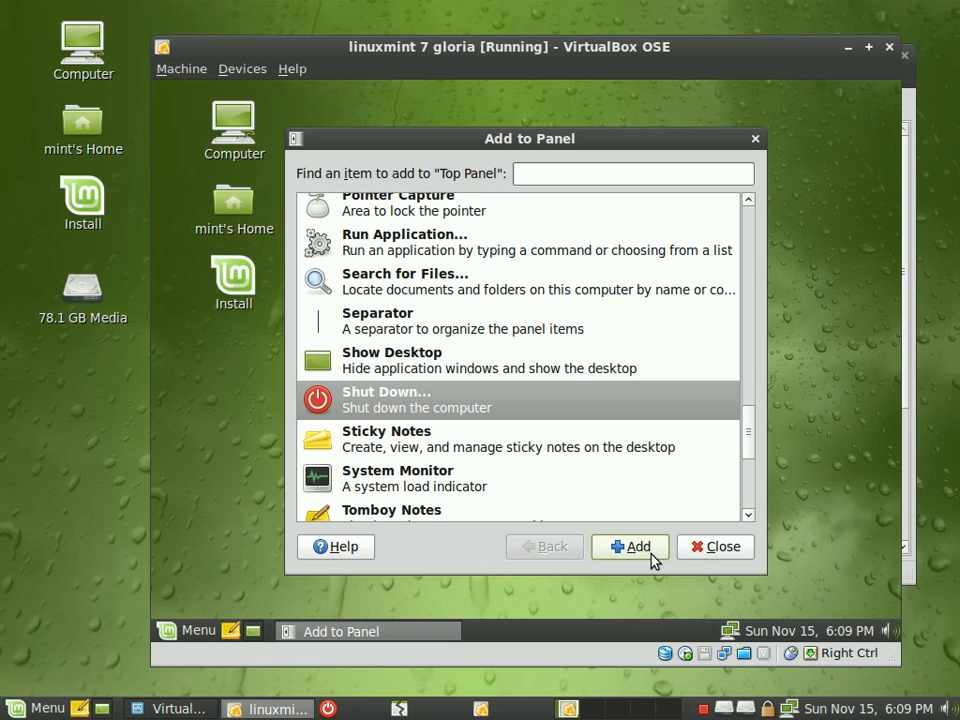 linuxmint 7 gloria [Running] - VirtualBox OSE
Machine Devices Help
Computer
mint's Home
Install
78.1 GB Media
Computer
mint's Home
Install
Add to Panel
Find an item to add to "Top Panel":
Pointer Capture
Area to lock the pointer
Run Application...
Run an application by typing a command or choosing from a list
Search for Files...
Locate documents and folders on this computer by name or co...
Separator
A separator to organize the panel items
Show Desktop
Hide application windows and show the desktop
Shut Down...
Shut down the computer
Sticky Notes
Create, view, and manage sticky notes on the desktop
System Monitor
A system load indicator
Tomboy Notes
Help Back Add Close
Menu Add to Panel Sun Nov 15, 6:09 PM
Right Ctrl
Menu Virtual... linuxmi... Sun Nov 15, 6:09 PM